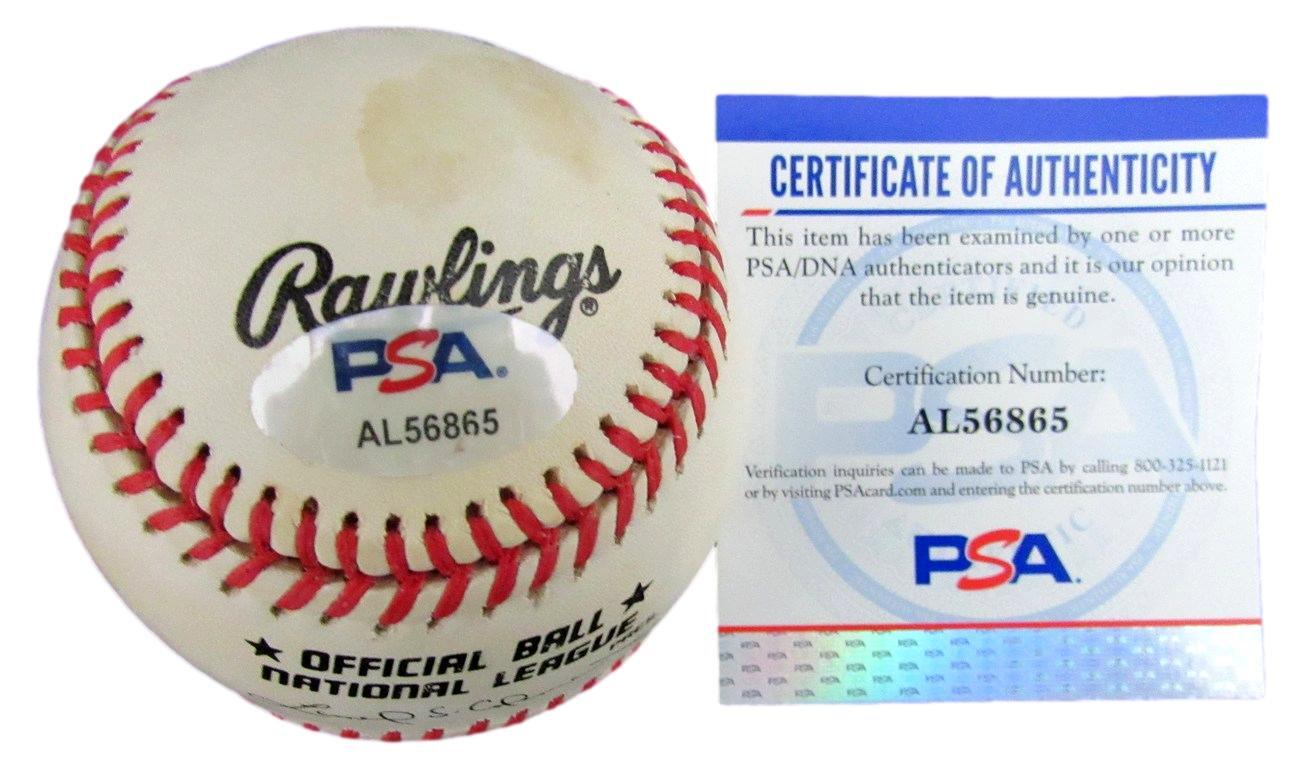 Rawlings®
PSA.
AL56865
★ OFFICIAL BALL ★
NATIONAL LEAGUE
CERTIFICATE OF AUTHENTICITY
This item has been examined by one or more
PSA/DNA authenticators and it is our opinion
that the item is genuine.
Certification Number:
AL56865
Verification inquiries can be made to PSA by calling 800-325-1121
or by visiting PSAcard.com and entering the certification number above.
PSA.